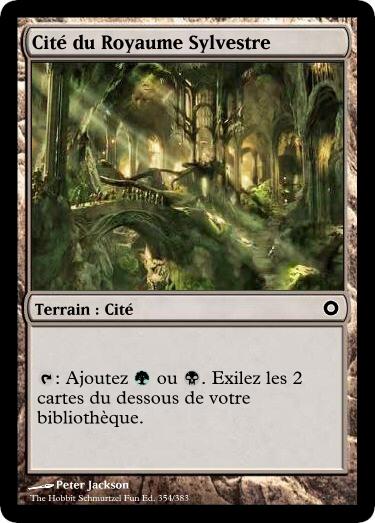 Cité du Royaume Sylvestre
Terrain : Cité
: Ajoutez ou . Exilez les 2
cartes du dessous de votre
bibliothèque.
Peter Jackson
The Hobbit Schmurtzel Fun Ed. 354/383